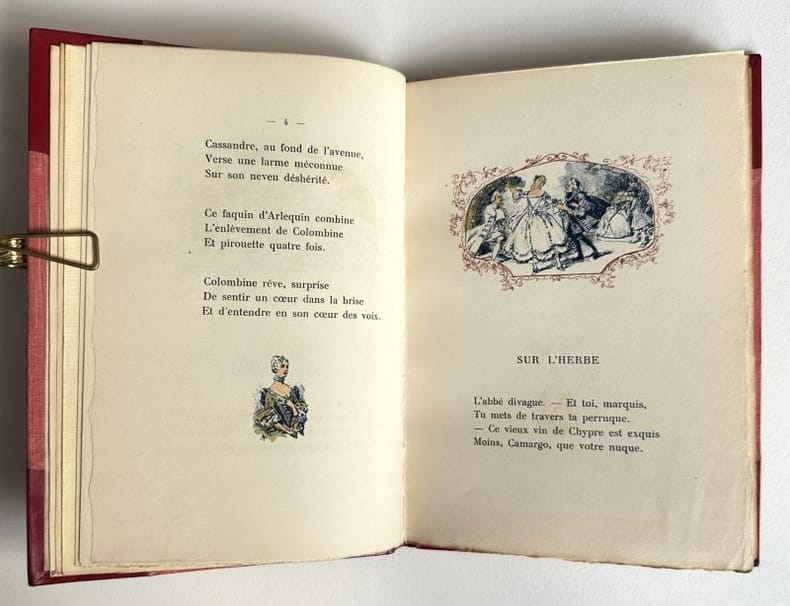 — 4 —
Cassandre, au fond de l'avenue,
Verse une larme méconnue
Sur son neveu déshérité.
Ce faquin d'Arlequin combine
L'enlèvement de Colombine
Et pirouette quatre fois.
Colombine rêve, surprise
De sentir un cœur dans la brise
Et d'entendre en son cœur des voix.
SUR L'HERBE
L'abbé divague. — Et toi, marquis,
Tu mets de travers ta perruque.
— Ce vieux vin de Chypre est exquis
Moins, Camargo, que votre nuque.